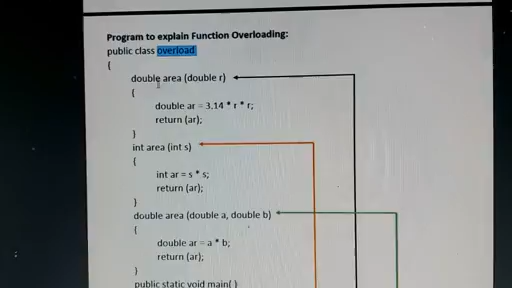 Program to explain Function Overloading:
public class overload
{
double area (double r)
{
double ar = 3.14 * r * r;
return (ar);
}
int area (int s)
{
int ar = s * s;
return (ar);
}
double area (double a, double b)
{
double ar = a * b;
return (ar);
}
public static void main( )